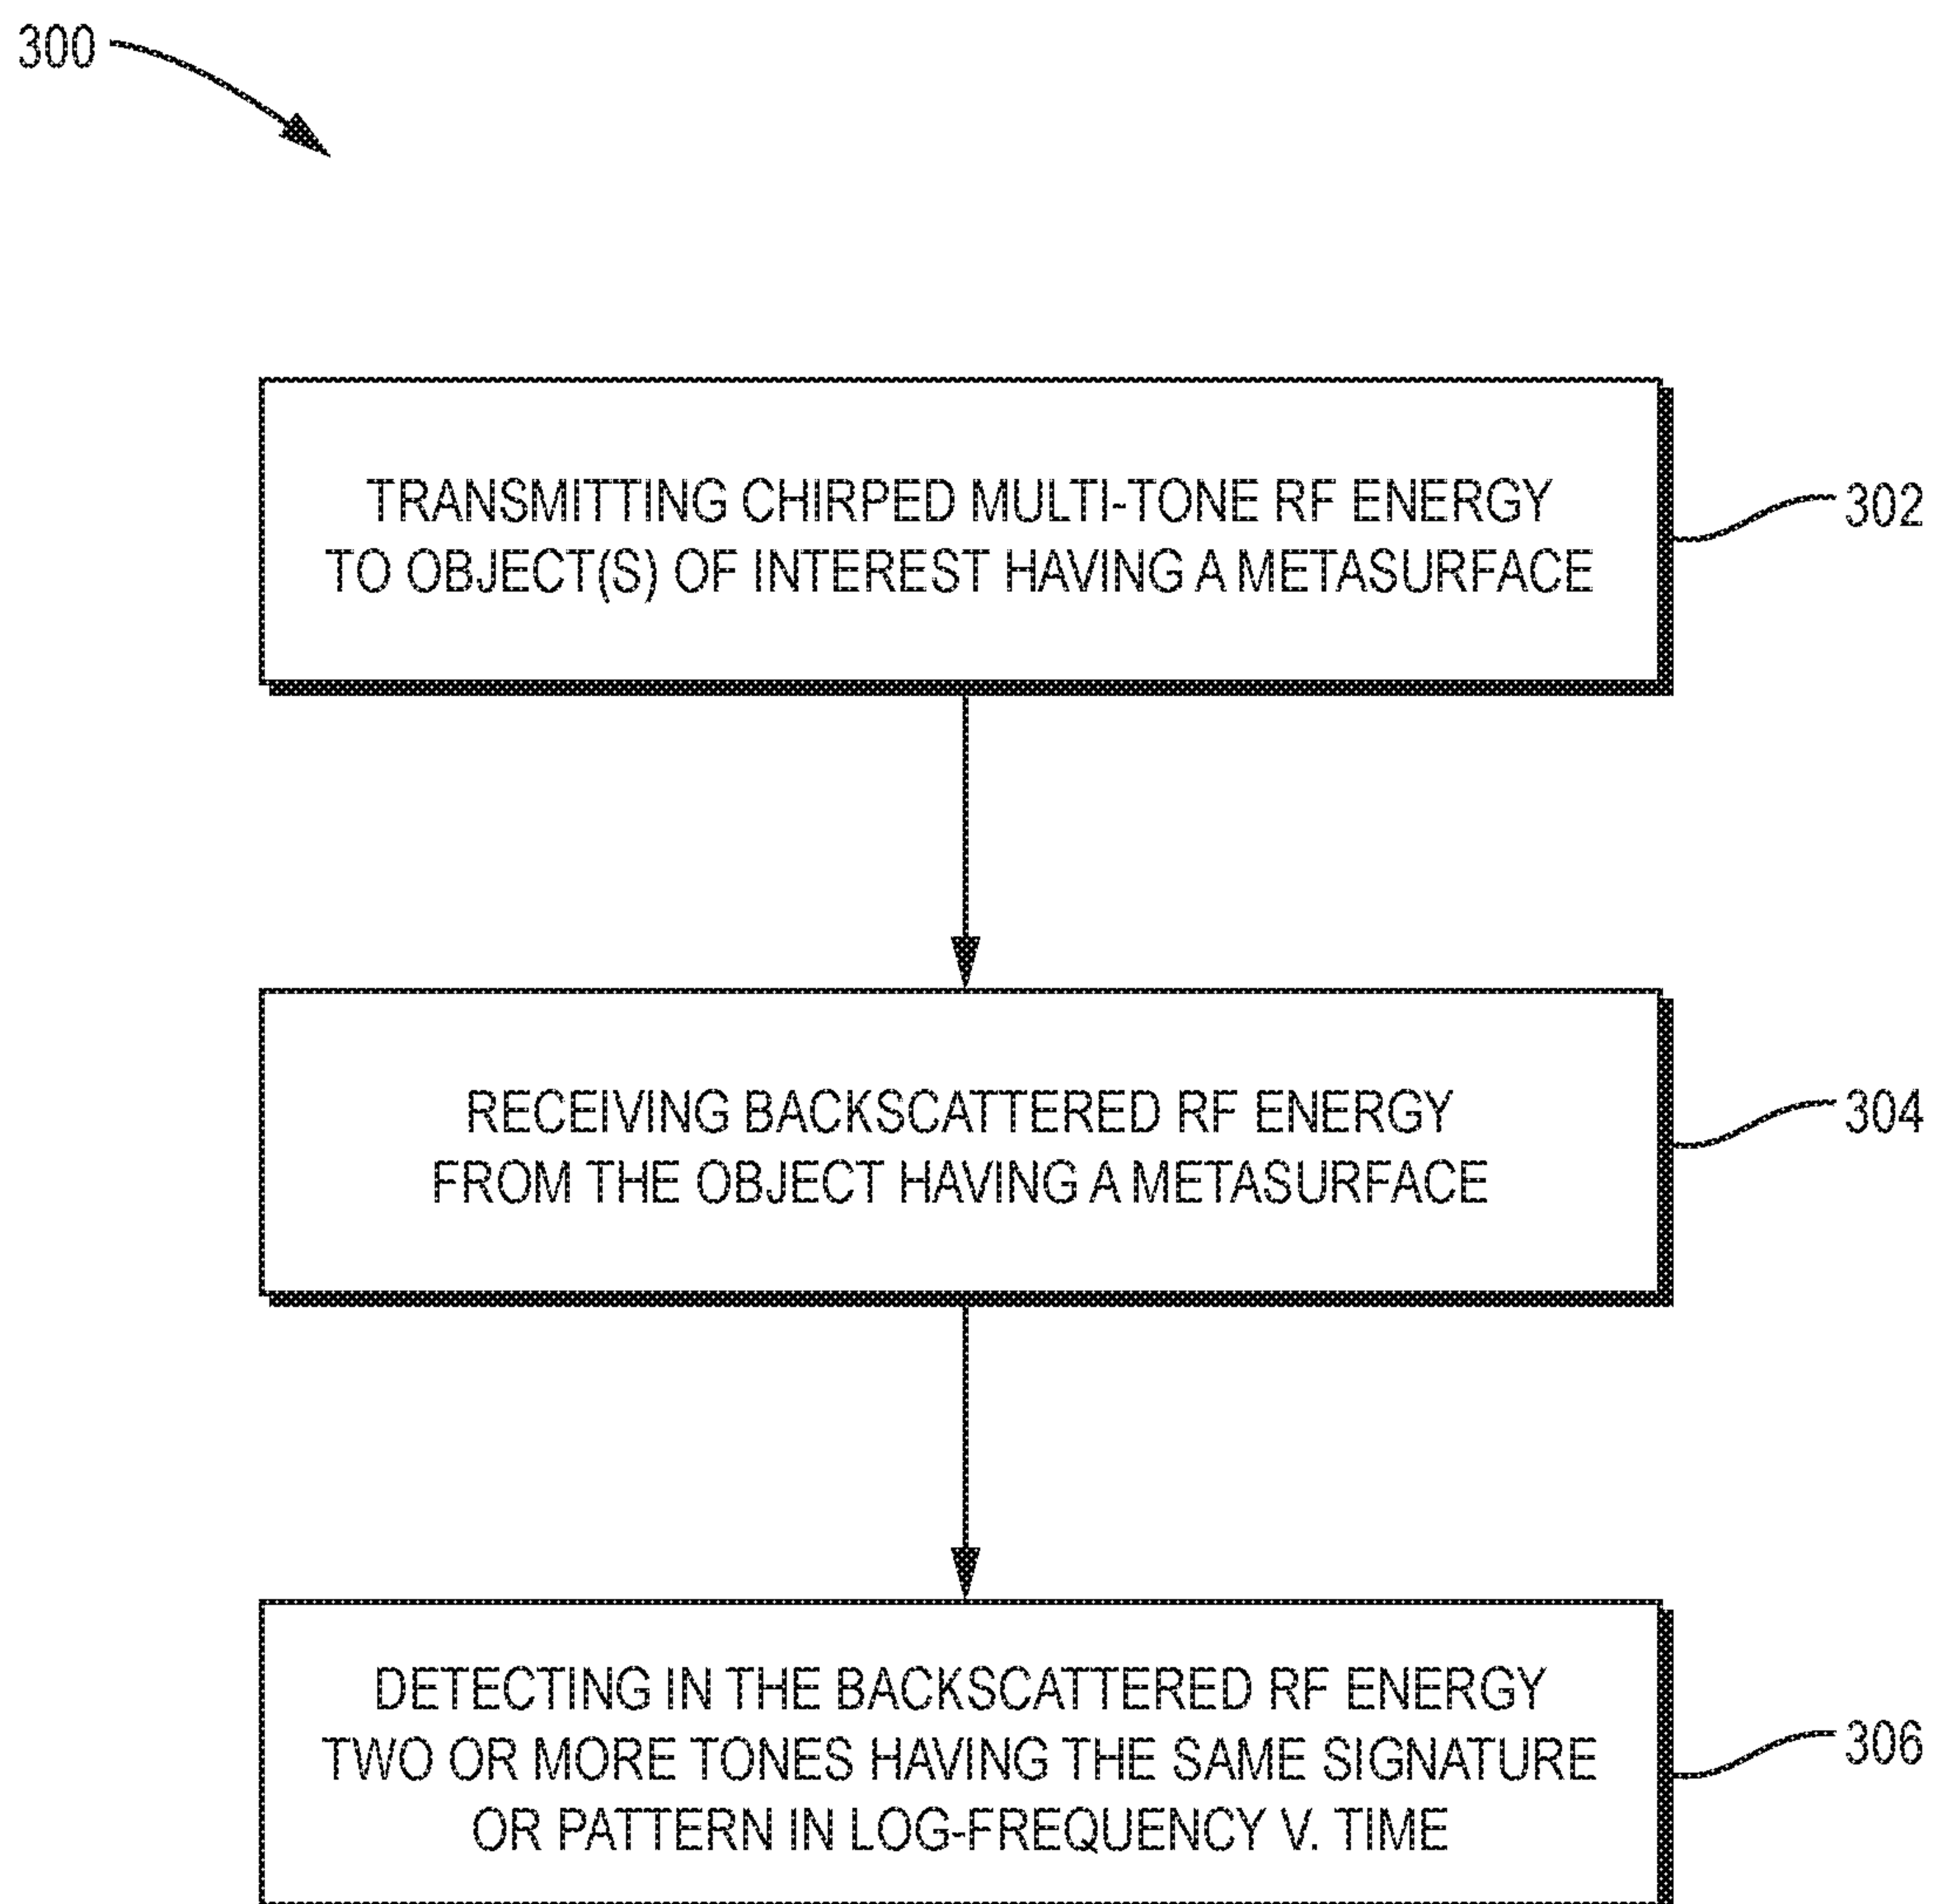 300
TRANSMITTING CHIRPED MULTI-TONE RF ENERGY
TO OBJECT(S) OF INTEREST HAVING A METASURFACE
302
RECEIVING BACKSCATTERED RF ENERGY
FROM THE OBJECT HAVING A METASURFACE
304
DETECTING IN THE BACKSCATTERED RF ENERGY
TWO OR MORE TONES HAVING THE SAME SIGNATURE
OR PATTERN IN LOG-FREQUENCY V. TIME
306